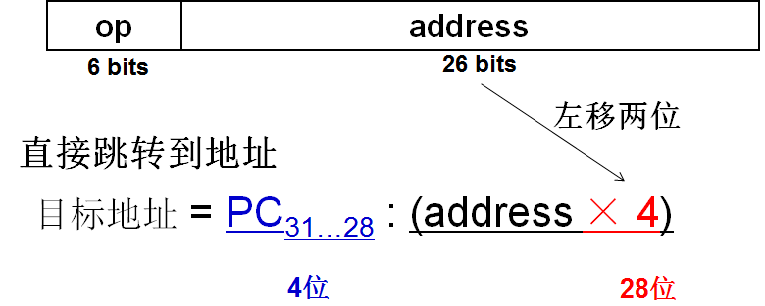 op address
6 bits 26 bits
左移两位
直接跳转到地址
目标地址 = PC31...28 : (address × 4)
4位 28位